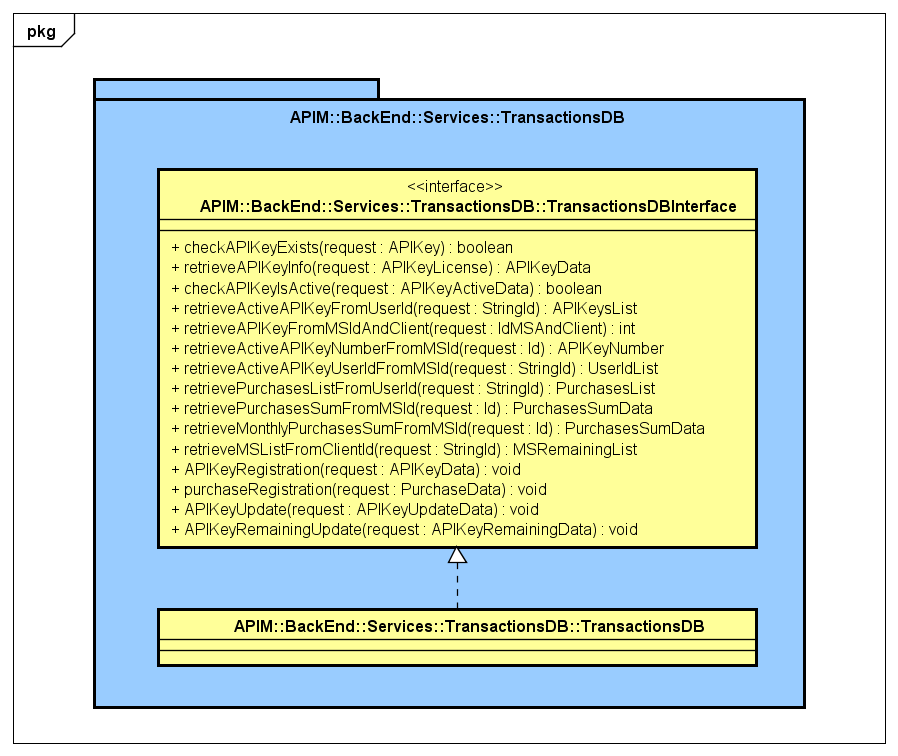 pkg
APIM::BackEnd::Services::TransactionsDB
<<interface>>
APIM::BackEnd::Services::TransactionsDB::TransactionsDBInterface
+ checkAPIKeyExists(request : APIKey) : boolean
+ retrieveAPIKeyInfo(request : APIKeyLicense) : APIKeyData
+ checkAPIKeyIsActive(request : APIKeyActiveData) : boolean
+ retrieveActiveAPIKeyFromUserId(request : StringId) : APIKeysList
+ retrieveAPIKeyFromMSIdAndClient(request : IdMSAndClient) : int
+ retrieveActiveAPIKeyNumberFromMSId(request : Id) : APIKeyNumber
+ retrieveActiveAPIKeyUserIdFromMSId(request : StringId) : UserIdList
+ retrievePurchasesListFromUserId(request : StringId) : PurchasesList
+ retrievePurchasesSumFromMSId(request : Id) : PurchasesSumData
+ retrieveMonthlyPurchasesSumFromMSId(request : Id) : PurchasesSumData
+ retrieveMSListFromClientId(request : StringId) : MSRemainingList
+ APIKeyRegistration(request : APIKeyData) : void
+ purchaseRegistration(request : PurchaseData) : void
+ APIKeyUpdate(request : APIKeyUpdateData) : void
+ APIKeyRemainingUpdate(request : APIKeyRemainingData) : void
APIM::BackEnd::Services::TransactionsDB::TransactionsDB